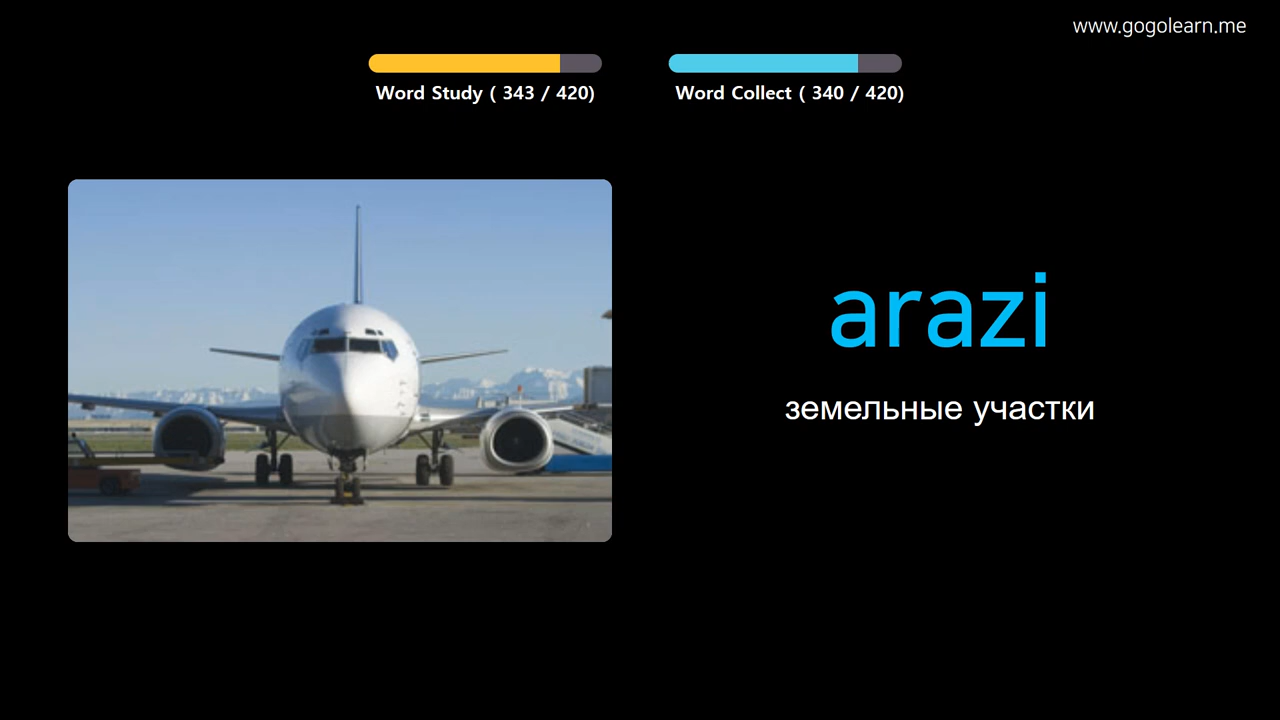 www.gogolearn.me
Word Study ( 343 / 420)
Word Collect ( 340 / 420)
arazi
земельные участки